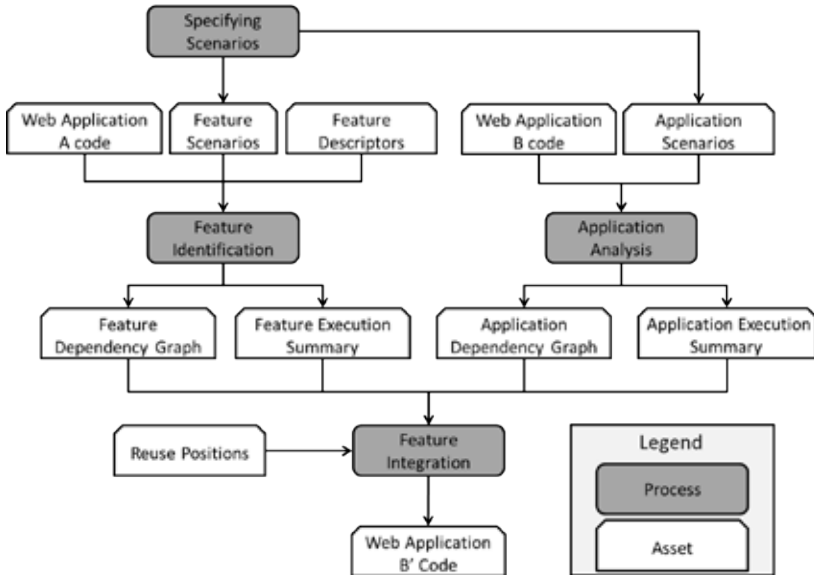 Specifying
Scenarios
Web Application
A code
Feature
Scenarios
Feature
Descriptors
Web Application
B code
Application
Scenarios
Feature
Identification
Application
Analysis
Feature
Dependency Graph
Feature Execution
Summary
Application
Dependency Graph
Application Execution
Summary
Reuse Positions
Feature
Integration
Web Application
B' Code
Legend
Process
Asset